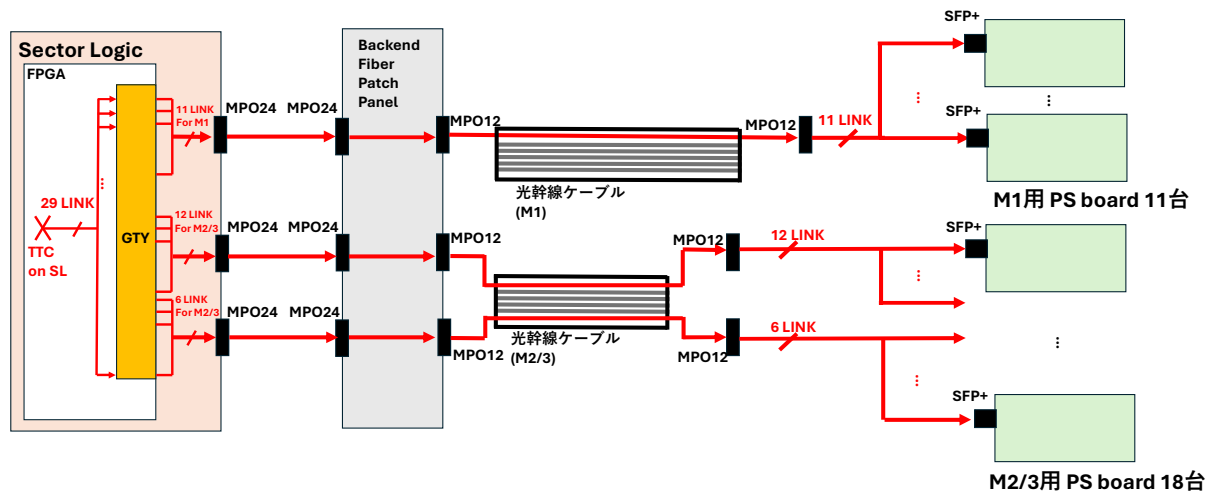 Sector Logic
FPGA
29 LINK
TTC
on SL
GTY
11 LINK
For M1
12 LINK
For M2/3
6 LINK
For M2/3
MPO24
MPO24
MPO24
MPO24
MPO24
MPO24
Backend
Fiber
Patch
Panel
MPO12
MPO12
MPO12
光幹線ケーブル
(M1)
光幹線ケーブル
(M2/3)
MPO12
MPO12
MPO12
11 LINK
12 LINK
6 LINK
SFP+
SFP+
M1用 PS board 11台
SFP+
SFP+
M2/3用 PS board 18台